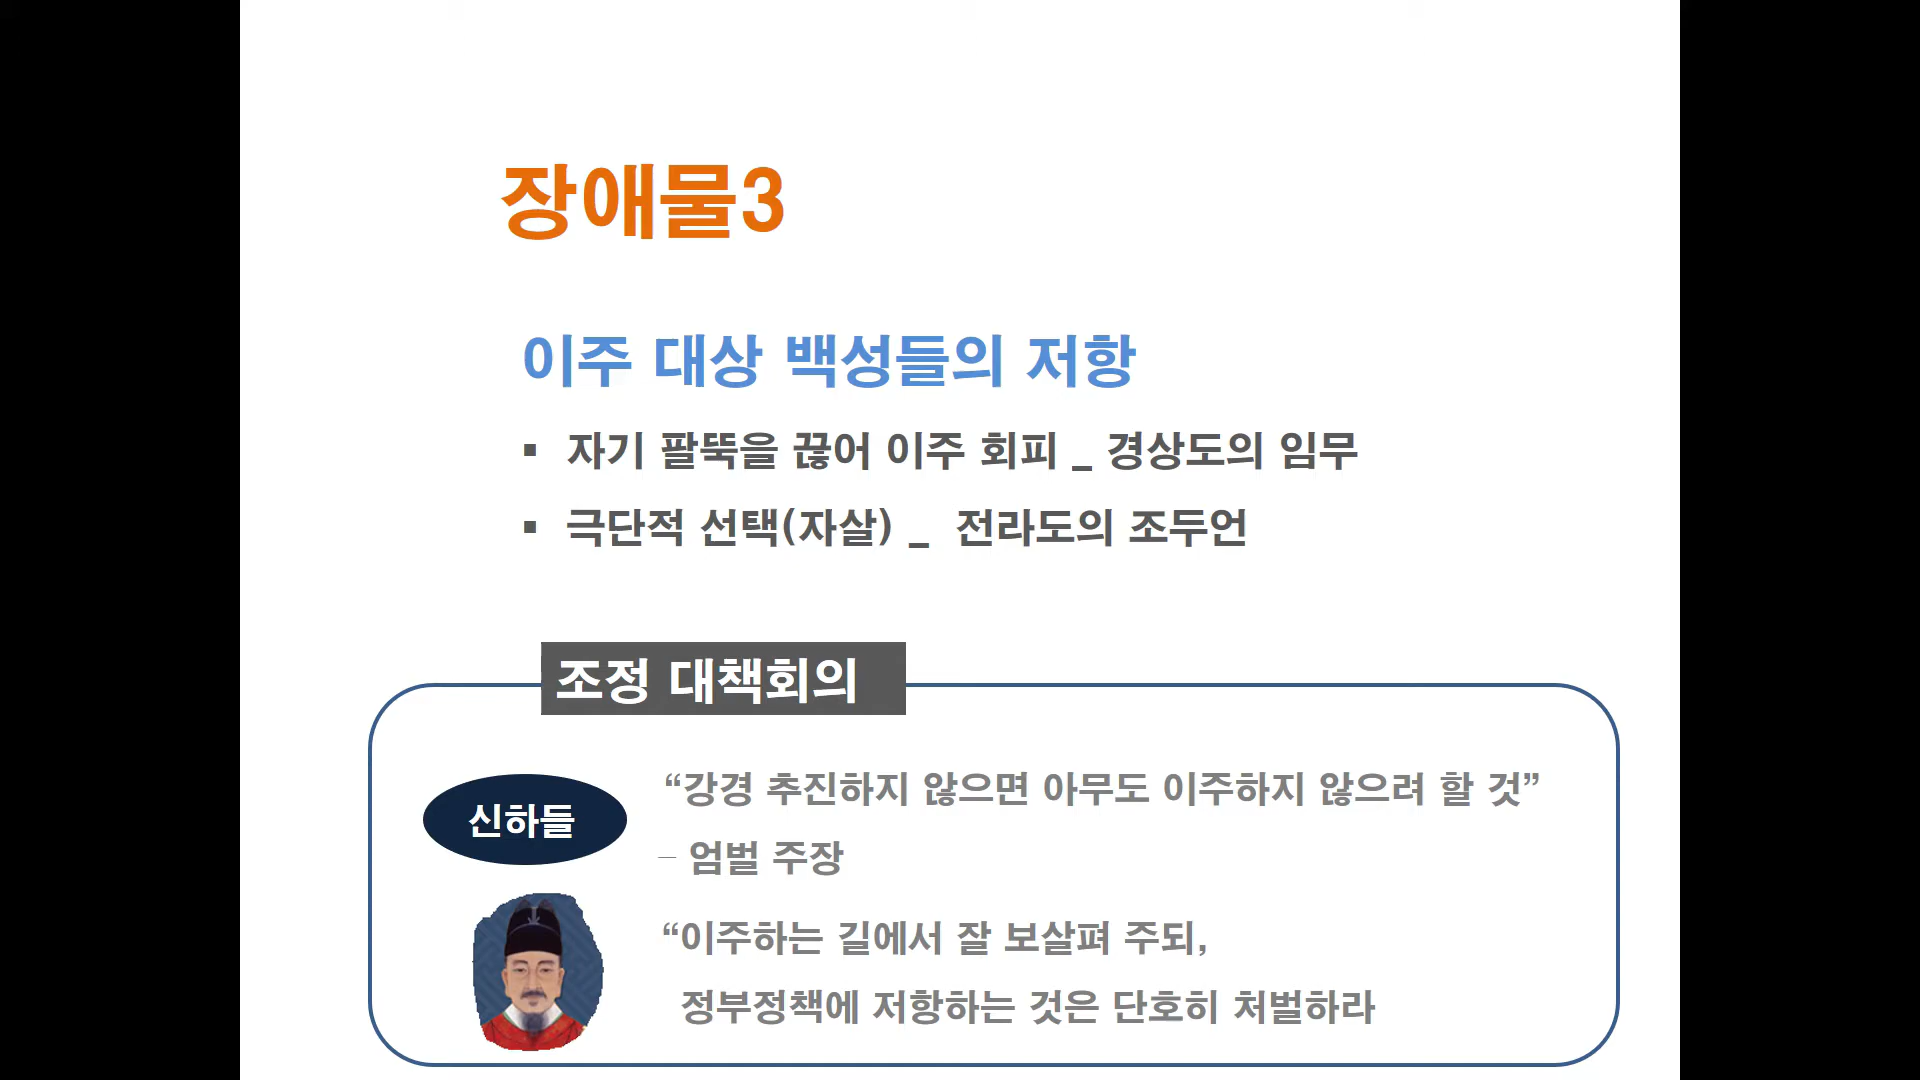 장애물3
이주 대상 백성들의 저항
▪ 자기 팔뚝을 끊어 이주 회피 _ 경상도의 임무
▪ 극단적 선택(자살) _ 전라도의 조두언
조정 대책회의
신하들
“강경 추진하지 않으면 아무도 이주하지 않으려 할 것”
– 엄벌 주장
“이주하는 길에서 잘 보살펴 주되,
정부정책에 저항하는 것은 단호히 처벌하라